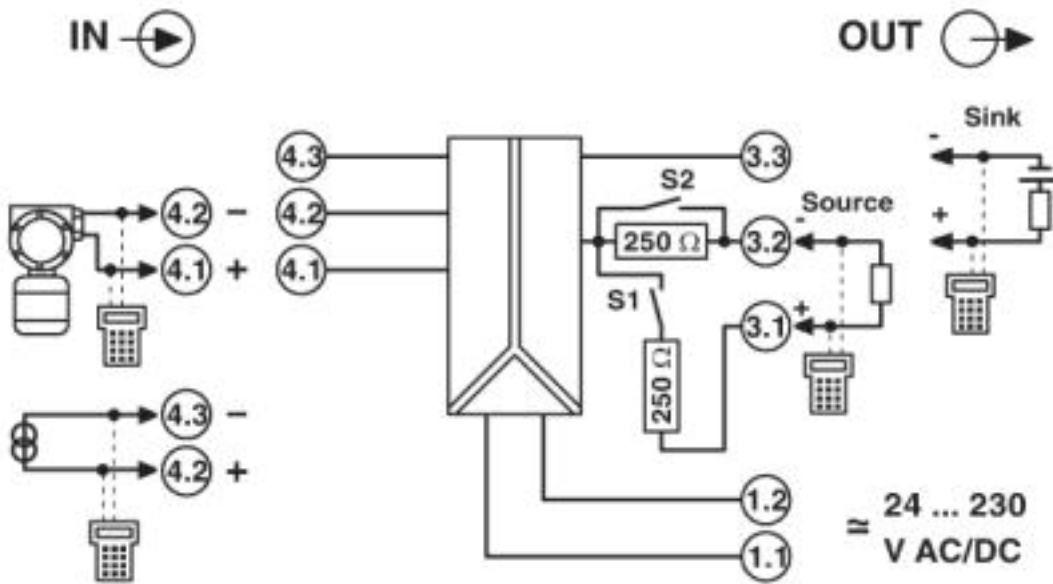 IN
OUT
Sink
-
+
4.3
3.3
S2
4.2 −
4.2
250 Ω
3.2
-
Source
4.1 +
4.1
S1
3.1
+
250 Ω
4.3 −
4.2 +
1.2
1.1
≂ 24 ... 230
V AC/DC